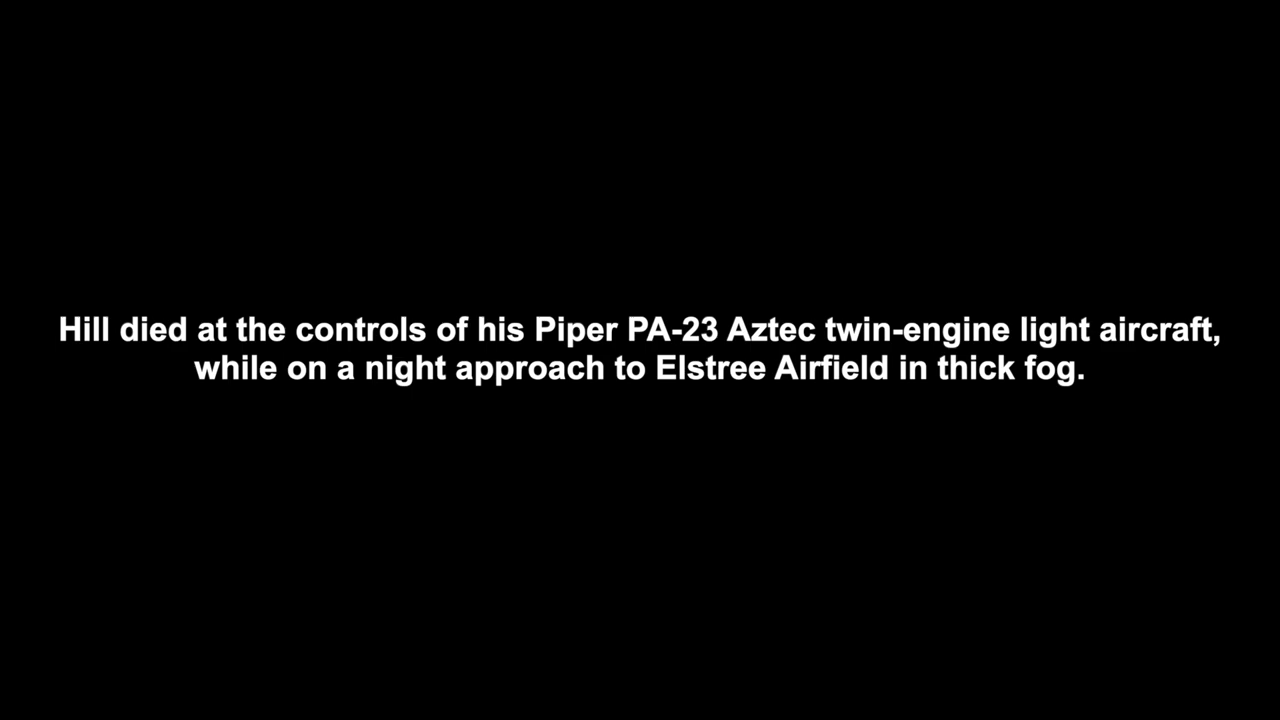 Hill died at the controls of his Piper PA-23 Aztec twin-engine light aircraft,
while on a night approach to Elstree Airfield in thick fog.